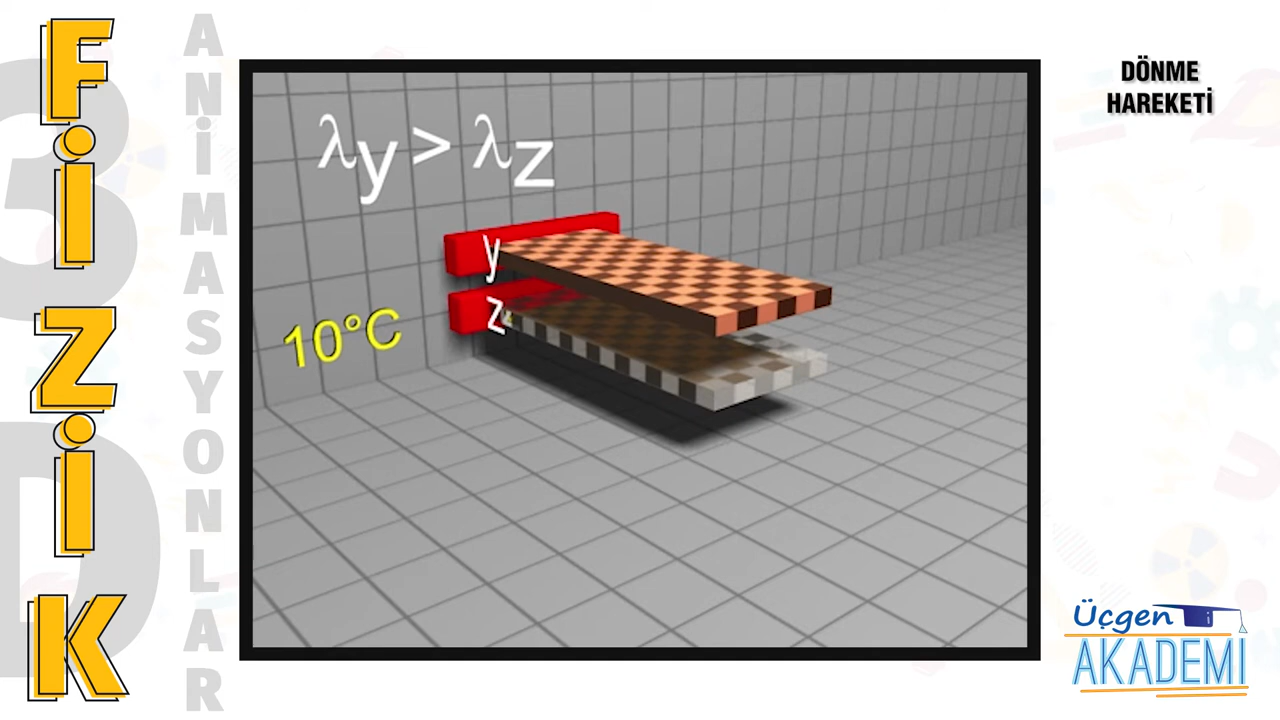 FİZİK
3D
ANİMASYONLAR
DÖNME
HAREKETİ
λy > λz
y
z
10°C
Üçgen
AKADEMİ